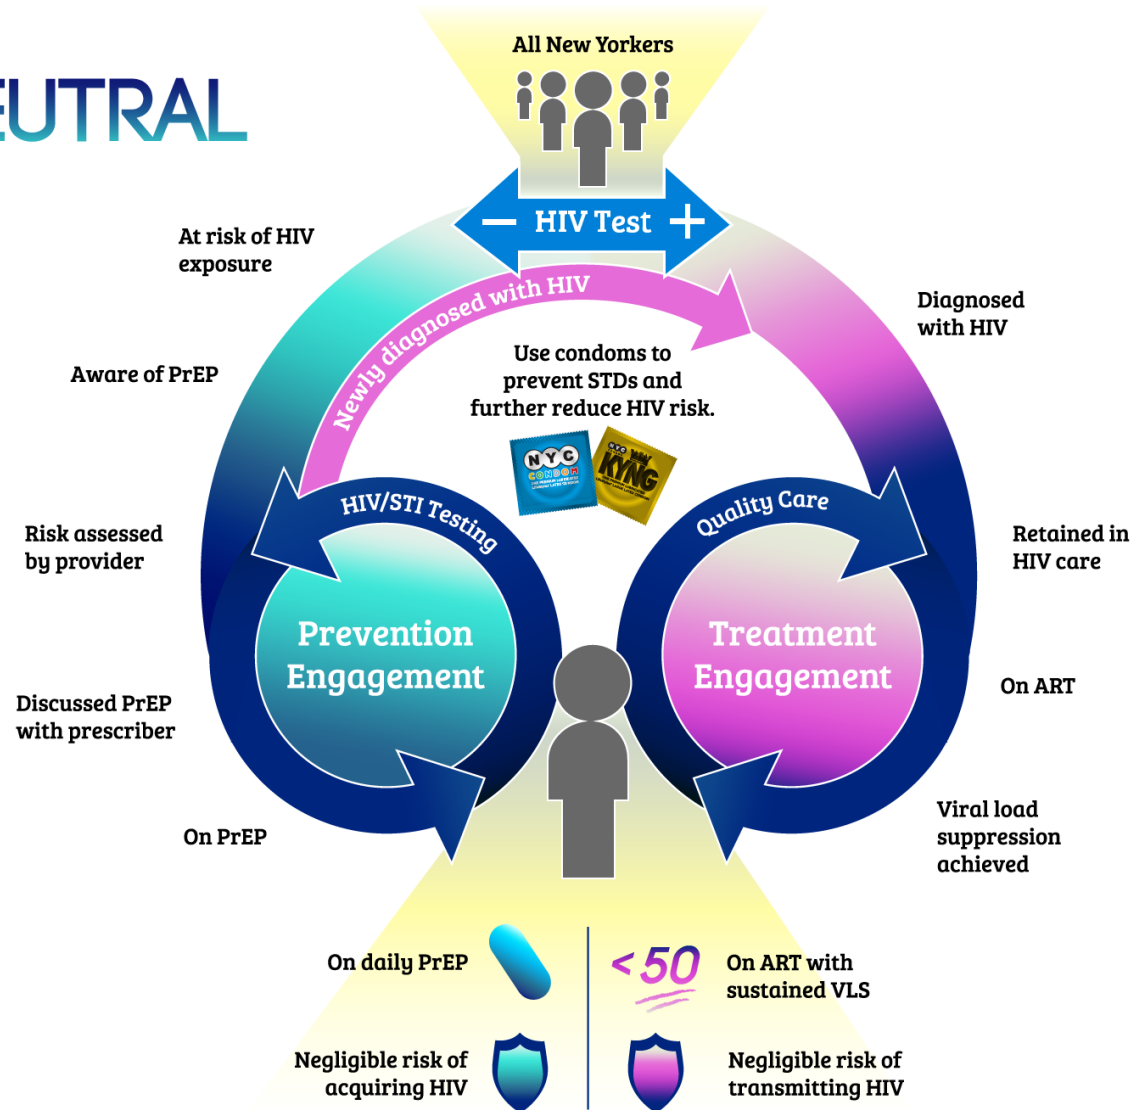 EUTRAL
All New Yorkers
− HIV Test +
At risk of HIV
exposure
Newly diagnosed with HIV
Diagnosed
with HIV
Aware of PrEP
Use condoms to
prevent STDs and
further reduce HIV risk.
NYC
CONDOM
NYC
KYNG
HIV/STI Testing
Quality Care
Risk assessed
by provider
Retained in
HIV care
Prevention
Engagement
Treatment
Engagement
Discussed PrEP
with prescriber
On ART
On PrEP
Viral load
suppression
achieved
On daily PrEP
<50
On ART with
sustained VLS
Negligible risk of
acquiring HIV
Negligible risk of
transmitting HIV